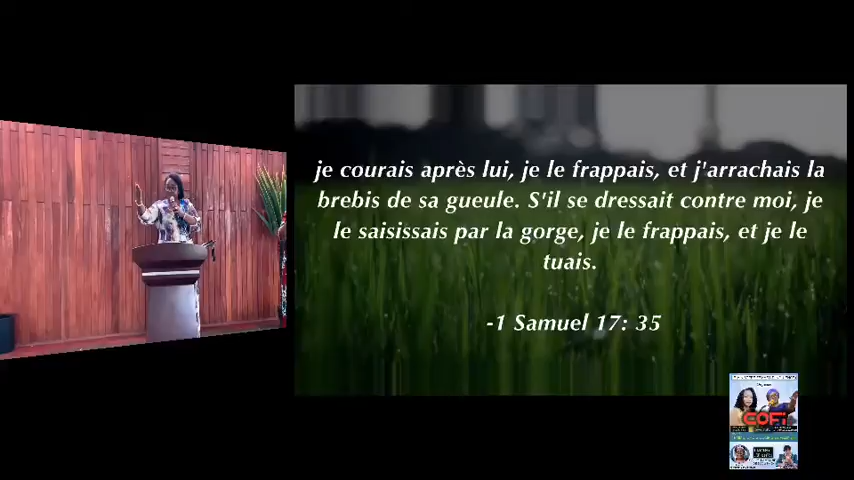 je courais après lui, je le frappais, et j'arrachais la
brebis de sa gueule. S'il se dressait contre moi, je
le saisissais par la gorge, je le frappais, et je le
tuais.
-1 Samuel 17: 35
COFI